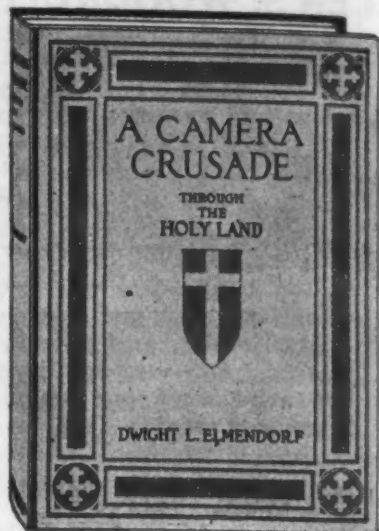 A CAMERA
CRUSADE
THROUGH
THE
HOLY LAND
DWIGHT L. ELMENDORF